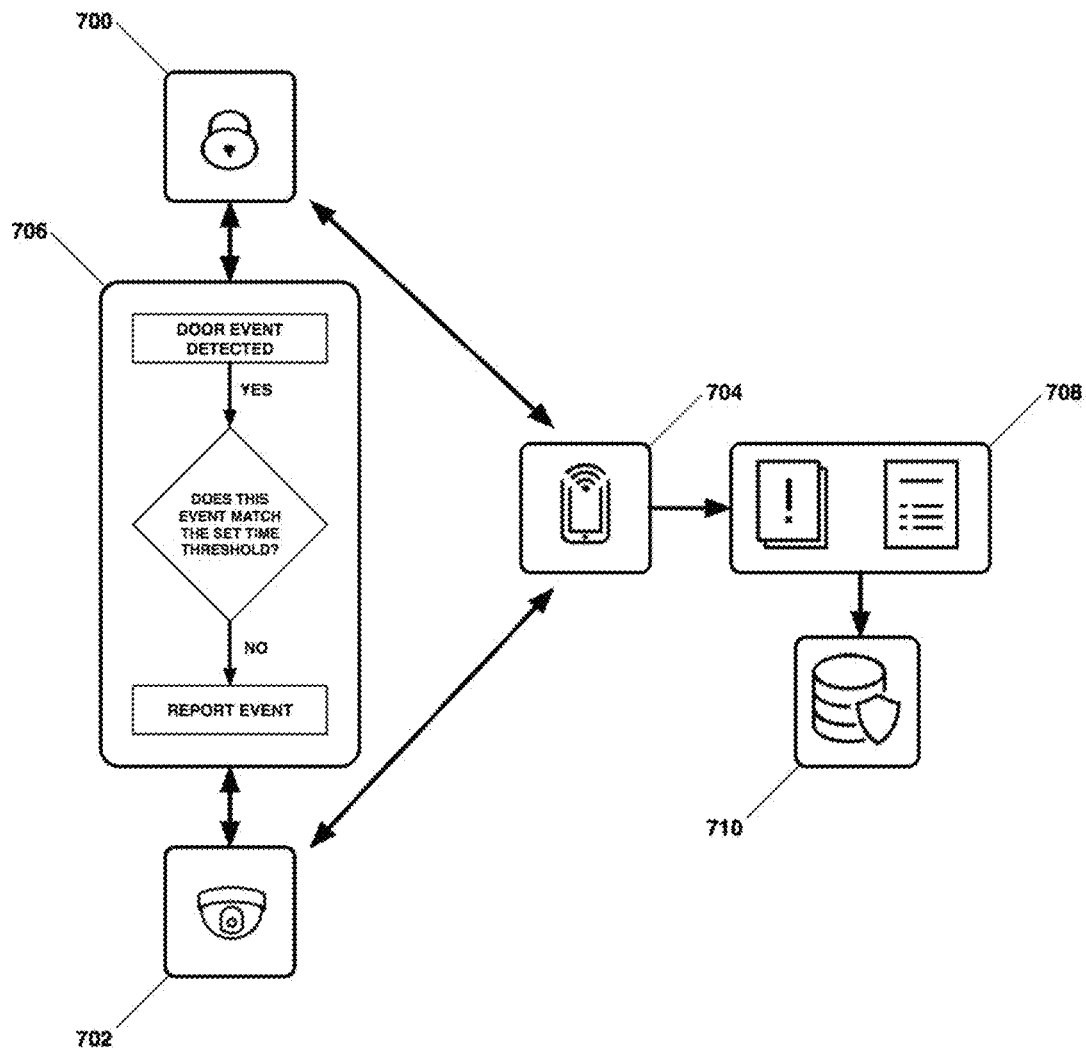 700
706
DOOR EVENT
DETECTED
YES
704
708
DOES THIS
EVENT MATCH
THE SET TIME
THRESHOLD?
NO
REPORT EVENT
710
702